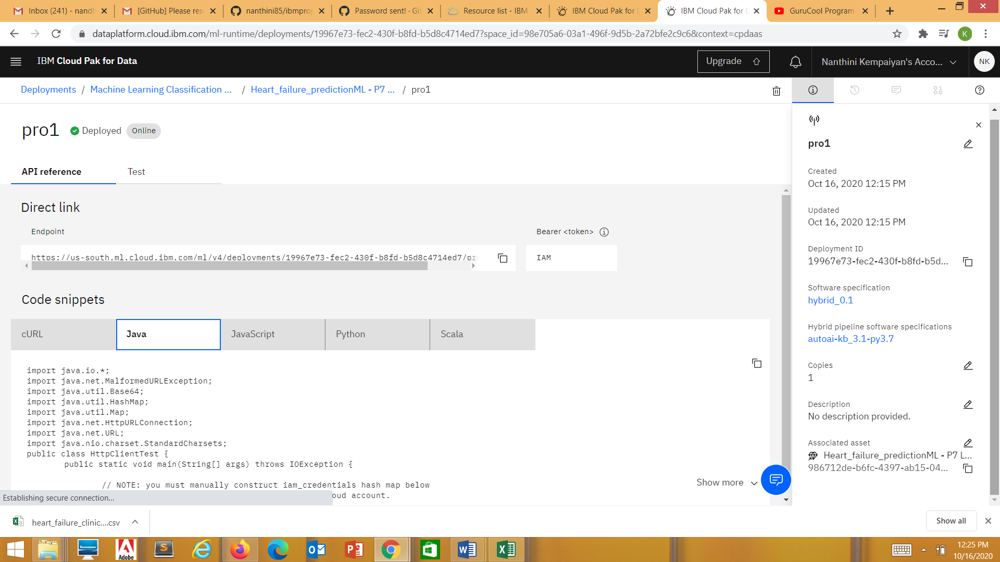 Inbox (241) - nandh
[GitHub] Please rese
nanthini85/ibmproj
Password sent! · Git
Resource list - IBM
IBM Cloud Pak for D
IBM Cloud Pak for D
GuruCool Program
dataplatform.cloud.ibm.com/ml-runtime/deployments/19967e73-fec2-430f-b8fd-b5d8c4714ed7?space_id=98e705a6-03a1-496f-9d5b-2a72bfe2c9c6&context=cpdaas
K
IBM Cloud Pak for Data
Upgrade
Nanthini Kempaiyan's Acco...
NK
Deployments / Machine Learning Classification ... / Heart_failure_predictionML - P7 ... / pro1
pro1
Deployed
Online
API reference
Test
Direct link
Endpoint
Bearer <token>
https://us-south.ml.cloud.ibm.com/ml/v4/deployments/19967e73-fec2-430f-b8fd-b5d8c4714ed7/pre
IAM
Code snippets
cURL
Java
JavaScript
Python
Scala
import java.io.*;
import java.net.MalformedURLException;
import java.util.Base64;
import java.util.HashMap;
import java.util.Map;
import java.net.HttpURLConnection;
import java.net.URL;
import java.nio.charset.StandardCharsets;
public class HttpClientTest {
public static void main(String[] args) throws IOException {
// NOTE: you must manually construct iam_credentials hash map below
oud account.
Show more
Establishing secure connection...
pro1
Created
Oct 16, 2020 12:15 PM
Updated
Oct 16, 2020 12:15 PM
Deployment ID
19967e73-fec2-430f-b8fd-b5d...
Software specification
hybrid_0.1
Hybrid pipeline software specifications
autoai-kb_3.1-py3.7
Copies
1
Description
No description provided.
Associated asset
Heart_failure_predictionML - P7 L...
986712de-b6fc-4397-ab15-04...
heart_failure_clinic....csv
Show all
Adobe
12:25 PM
10/16/2020